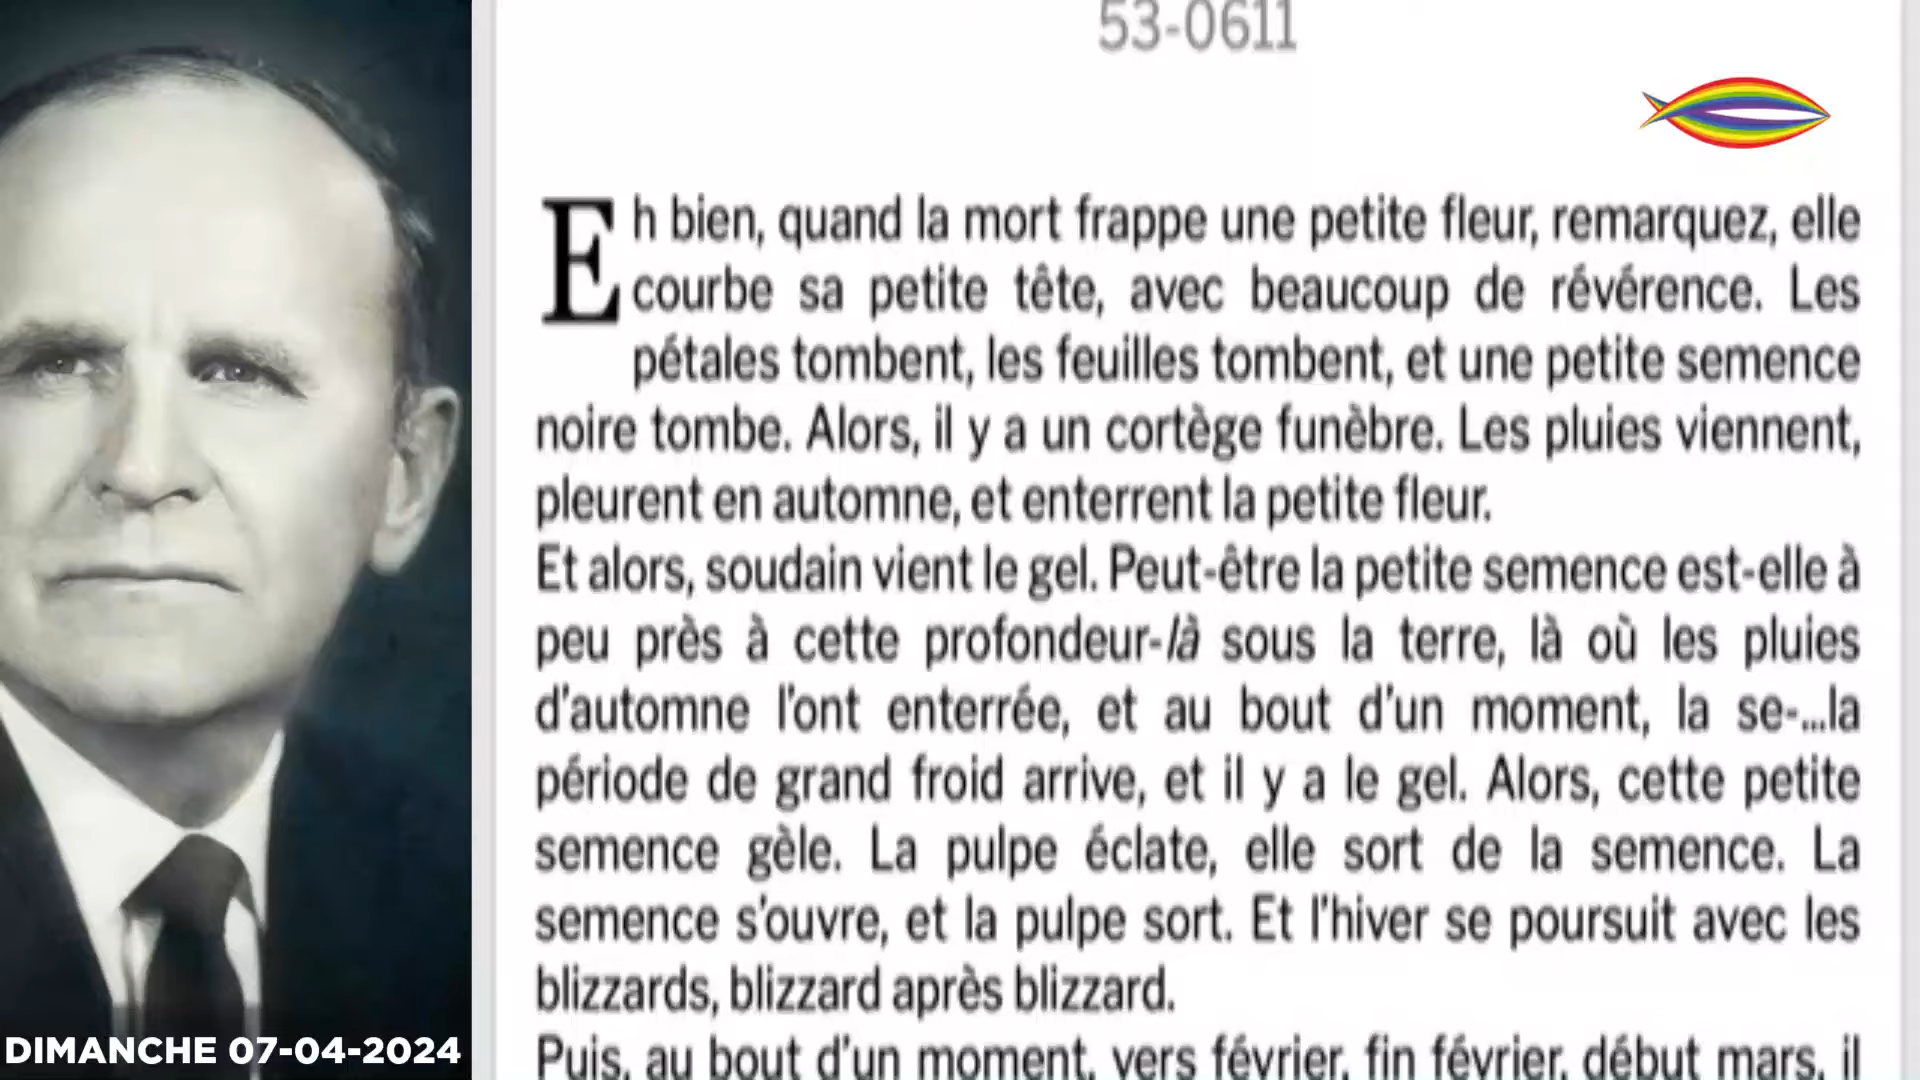 53-0611
Eh bien, quand la mort frappe une petite fleur, remarquez, elle
courbe sa petite tête, avec beaucoup de révérence. Les
pétales tombent, les feuilles tombent, et une petite semence
noire tombe. Alors, il y a un cortège funèbre. Les pluies viennent,
pleurent en automne, et enterrent la petite fleur.
Et alors, soudain vient le gel. Peut-être la petite semence est-elle à
peu près à cette profondeur-là sous la terre, là où les pluies
d'automne l'ont enterrée, et au bout d'un moment, la se-...la
période de grand froid arrive, et il y a le gel. Alors, cette petite
semence gèle. La pulpe éclate, elle sort de la semence. La
semence s'ouvre, et la pulpe sort. Et l'hiver se poursuit avec les
blizzards, blizzard après blizzard.
Puis, au bout d'un moment, vers février, fin février, début mars, il
DIMANCHE 07-04-2024